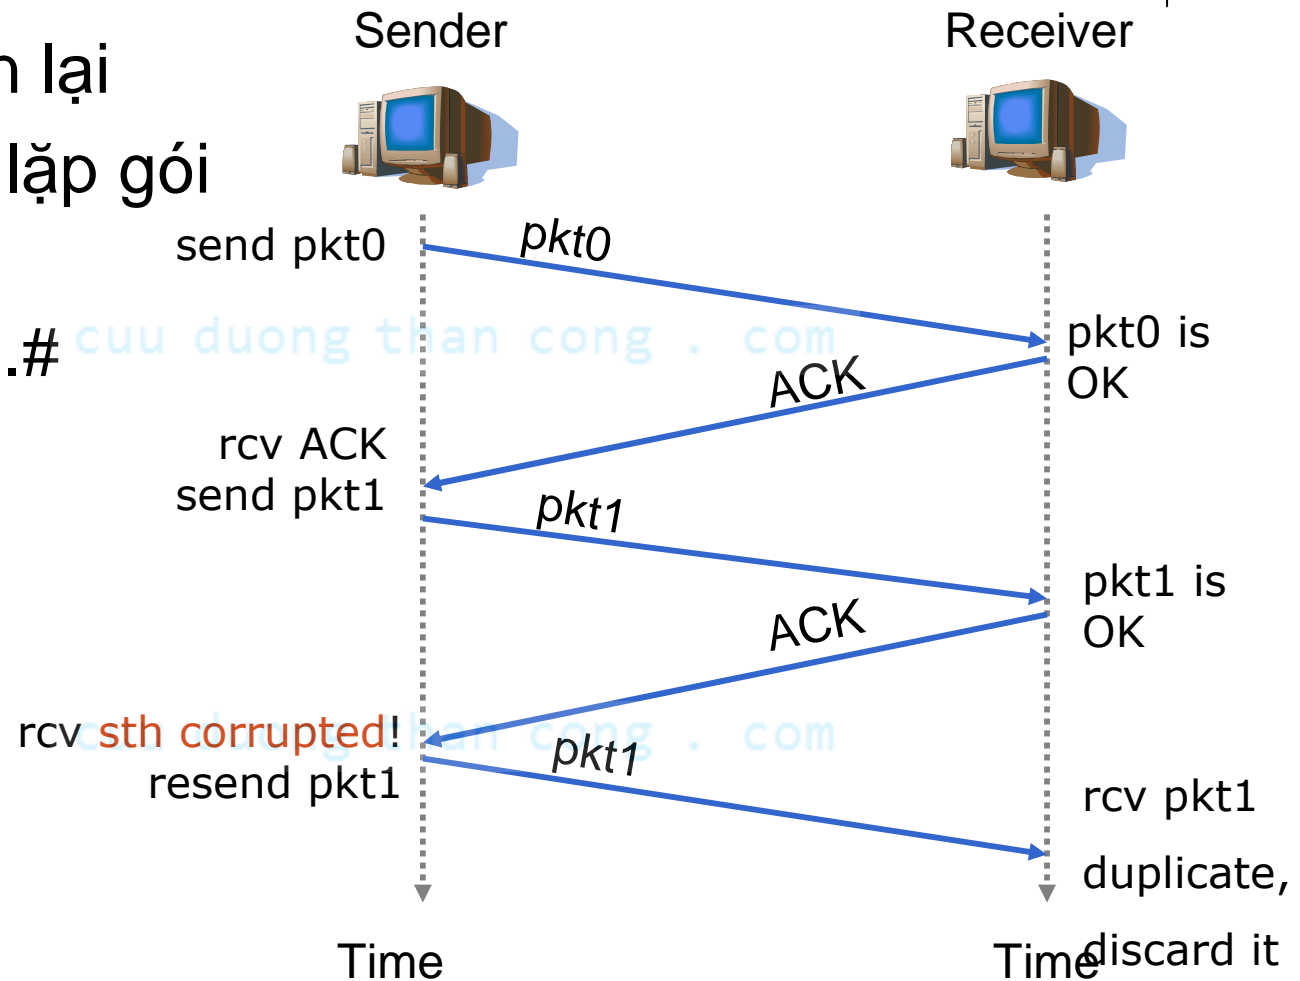 Sender
Receiver
lại
lặp gói
send pkt0
pkt0
cuu duong than cong . com
.#
pkt0 is
OK
ACK
rcv ACK
send pkt1
pkt1
pkt1 is
OK
ACK
rcv sth corrupted!
cuu duong than cong . com
resend pkt1
pkt1
rcv pkt1
duplicate,
discard it
Time
Time